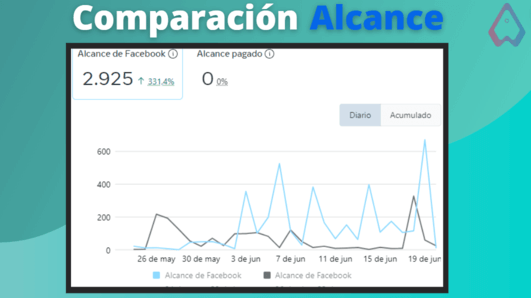 Comparación Alcance
Alcance de Facebook
Alcance pagado
2.925 ↑ 331,4%
0 0%
Diario Acumulado
600
400
200
0
26 de may 30 de may 3 de jun 7 de jun 11 de jun 15 de jun 19 de jun
Alcance de Facebook Alcance de Facebook